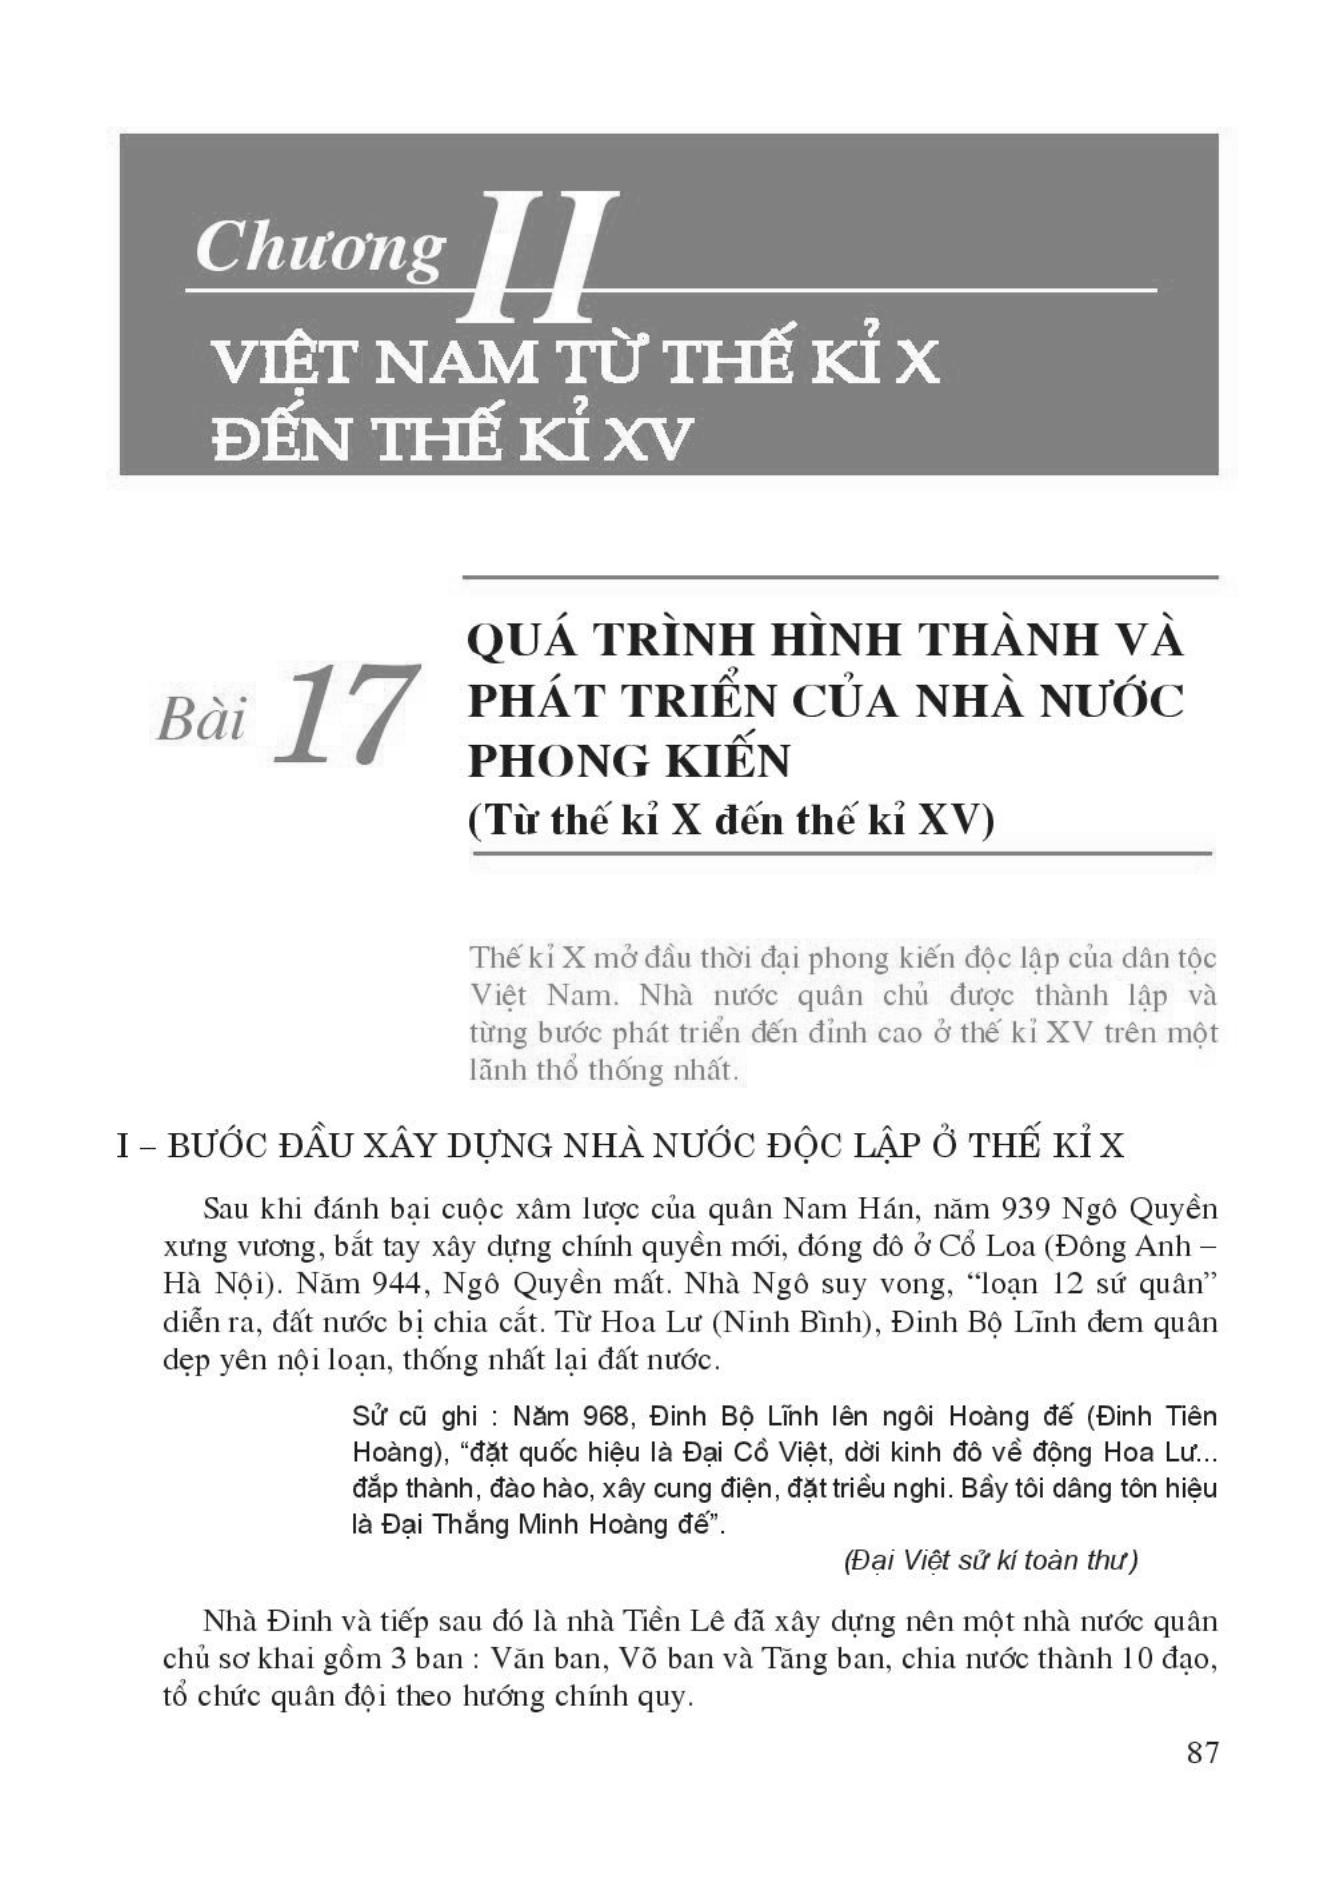 Chương II
VIỆT NAM TỪ THẾ KỈ X
ĐẾN THẾ KỈ XV
Bài 17
QUÁ TRÌNH HÌNH THÀNH VÀ
PHÁT TRIỂN CỦA NHÀ NƯỚC
PHONG KIẾN
(Từ thế kỉ X đến thế kỉ XV)
Thế kỉ X mở đầu thời đại phong kiến độc lập của dân tộc
Việt Nam. Nhà nước quân chủ được thành lập và
từng bước phát triển đến đỉnh cao ở thế kỉ XV trên một
lãnh thổ thống nhất.
I – BƯỚC ĐẦU XÂY DỰNG NHÀ NƯỚC ĐỘC LẬP Ở THẾ KỈ X
Sau khi đánh bại cuộc xâm lược của quân Nam Hán, năm 939 Ngô Quyền
xưng vương, bắt tay xây dựng chính quyền mới, đóng đô ở Cổ Loa (Đông Anh –
Hà Nội). Năm 944, Ngô Quyền mất. Nhà Ngô suy vong, “loạn 12 sứ quân”
diễn ra, đất nước bị chia cắt. Từ Hoa Lư (Ninh Bình), Đinh Bộ Lĩnh đem quân
dẹp yên nội loạn, thống nhất lại đất nước.
Sử cũ ghi : Năm 968, Đinh Bộ Lĩnh lên ngôi Hoàng đế (Đinh Tiên
Hoàng), “đặt quốc hiệu là Đại Cồ Việt, dời kinh đô về động Hoa Lư...
đắp thành, đào hào, xây cung điện, đặt triều nghi. Bầy tôi dâng tôn hiệu
là Đại Thắng Minh Hoàng đế”.
(Đại Việt sử kí toàn thư)
Nhà Đinh và tiếp sau đó là nhà Tiền Lê đã xây dựng nên một nhà nước quân
chủ sơ khai gồm 3 ban : Văn ban, Võ ban và Tăng ban, chia nước thành 10 đạo,
tổ chức quân đội theo hướng chính quy.
87